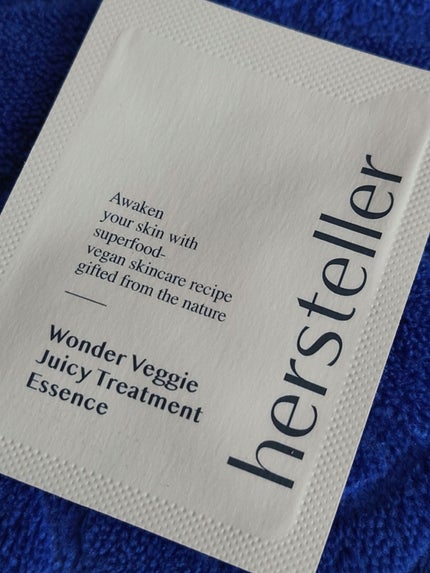 Awaken
your skin with
superfood-
vegan skincare recipe
gifted from the nature
Wonder Veggie
Juicy Treatment
Essence
hersteller